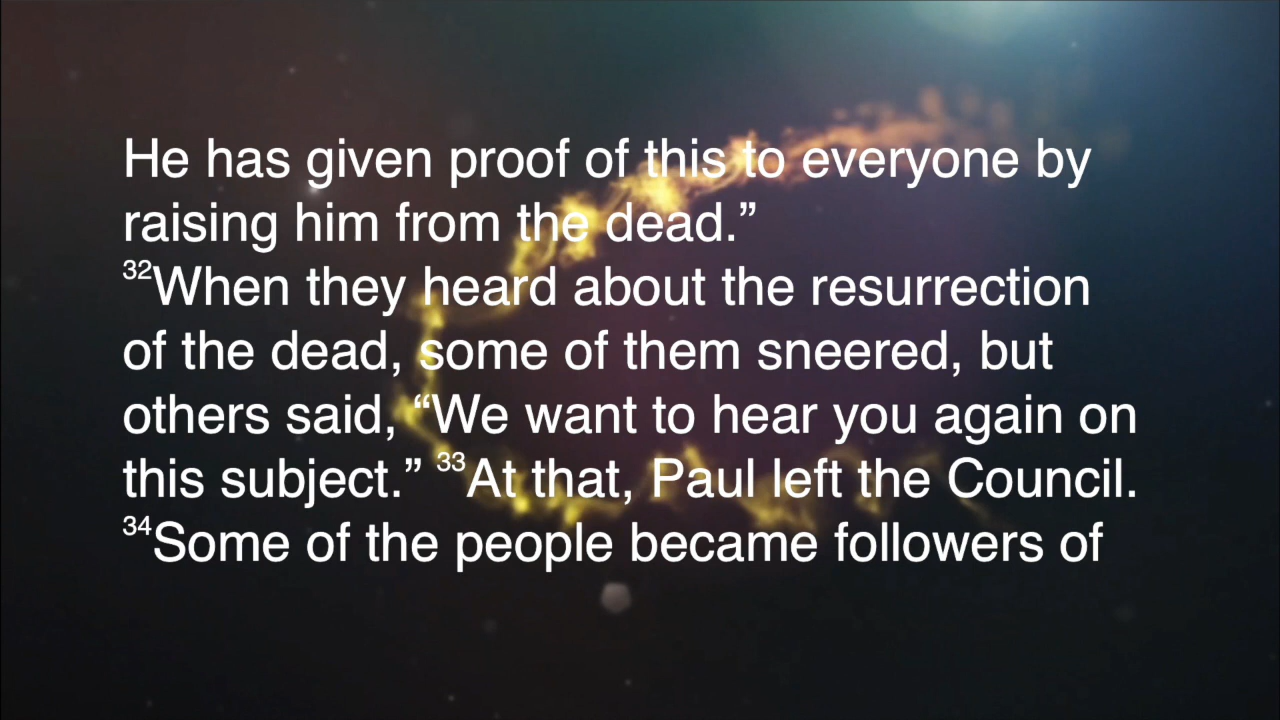 He has given proof of this to everyone by
raising him from the dead.”
³²When they heard about the resurrection
of the dead, some of them sneered, but
others said, “We want to hear you again on
this subject.” ³³At that, Paul left the Council.
³⁴Some of the people became followers of